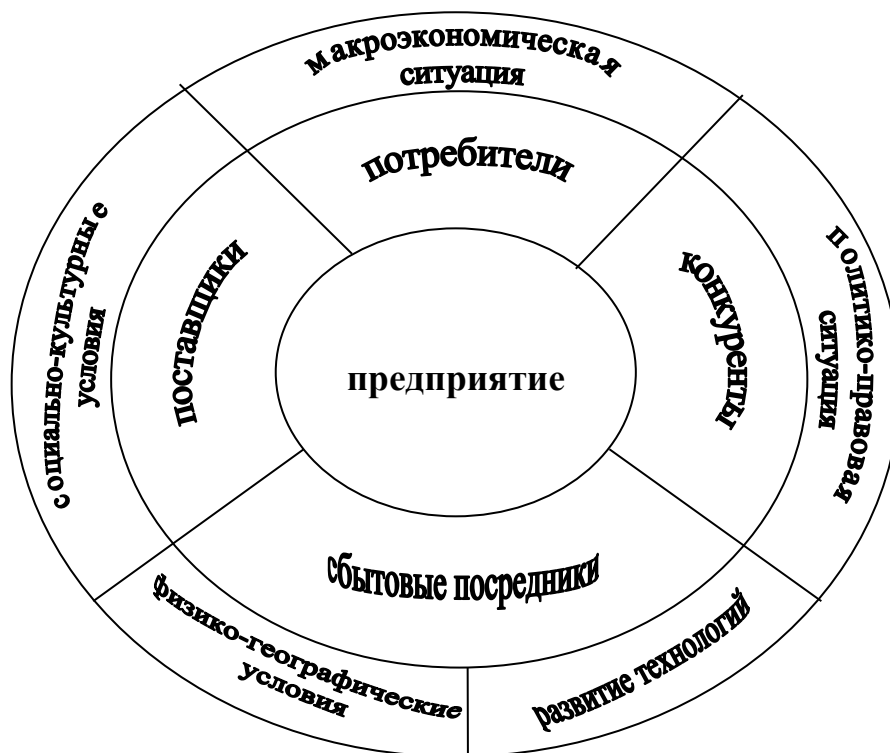 макроэкономическая
ситуация
потребители
социально-культурные
условия
поставщики
предприятие
конкуренты
политико-правовая
ситуация
сбытовые посредники
физико-географические
условия
развитие технологий